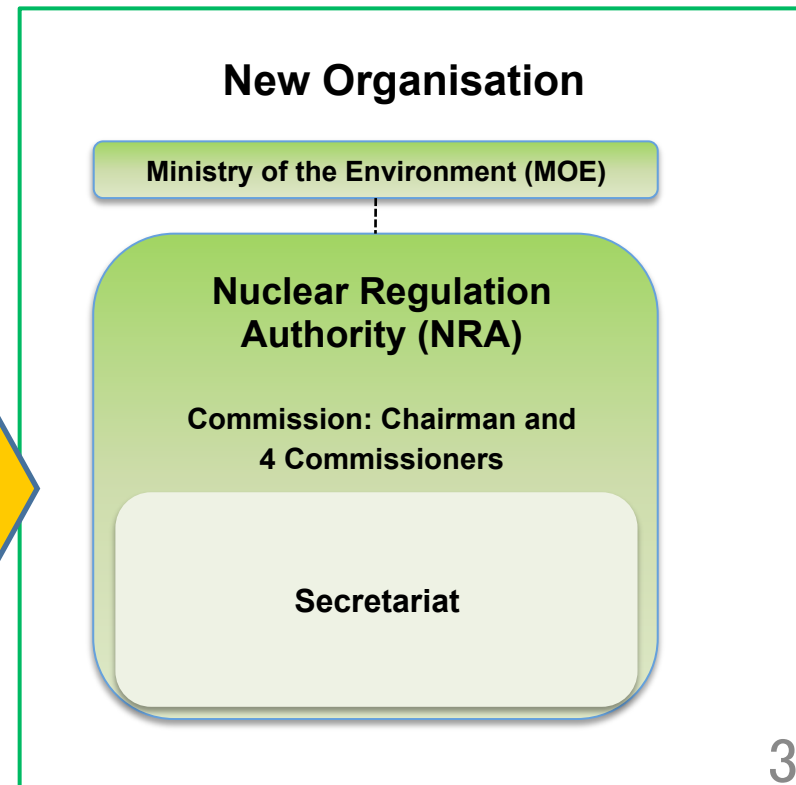 New Organisation
Ministry of the Environment (MOE)
Nuclear Regulation
Authority (NRA)
Commission: Chairman and
4 Commissioners
Secretariat
3